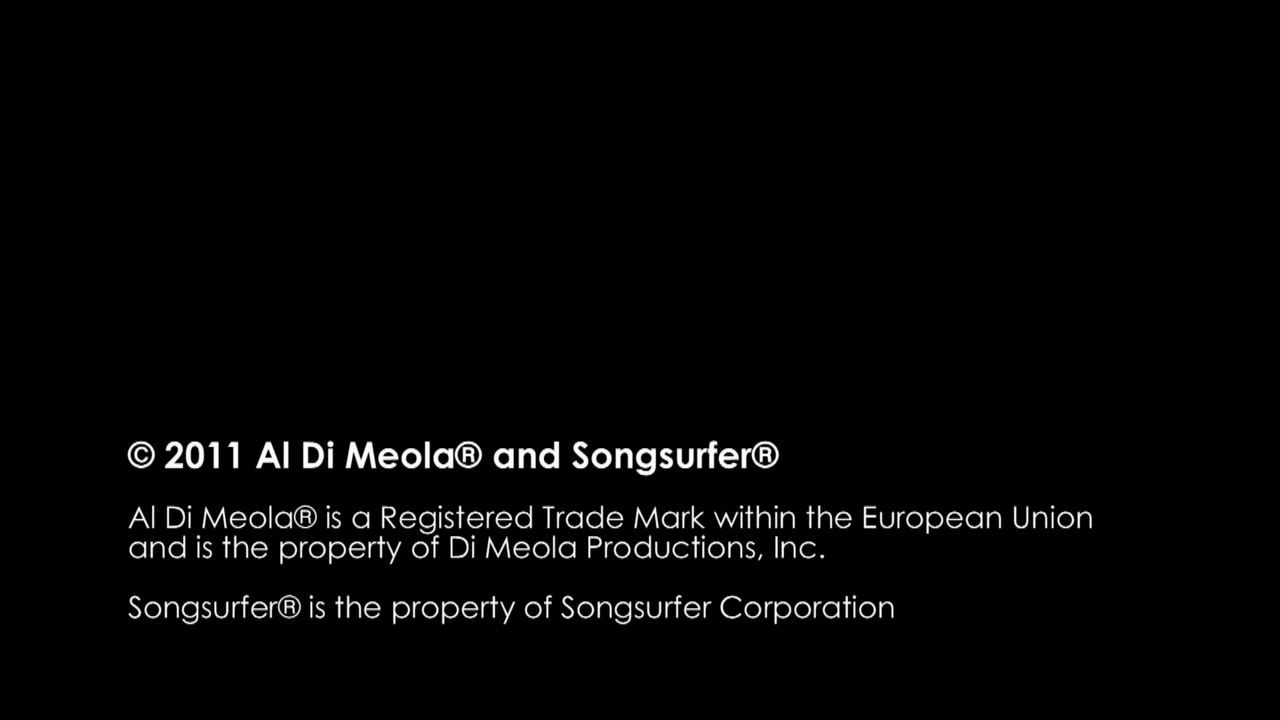 © 2011 Al Di Meola® and Songsurfer®
Al Di Meola® is a Registered Trade Mark within the European Union
and is the property of Di Meola Productions, Inc.
Songsurfer® is the property of Songsurfer Corporation